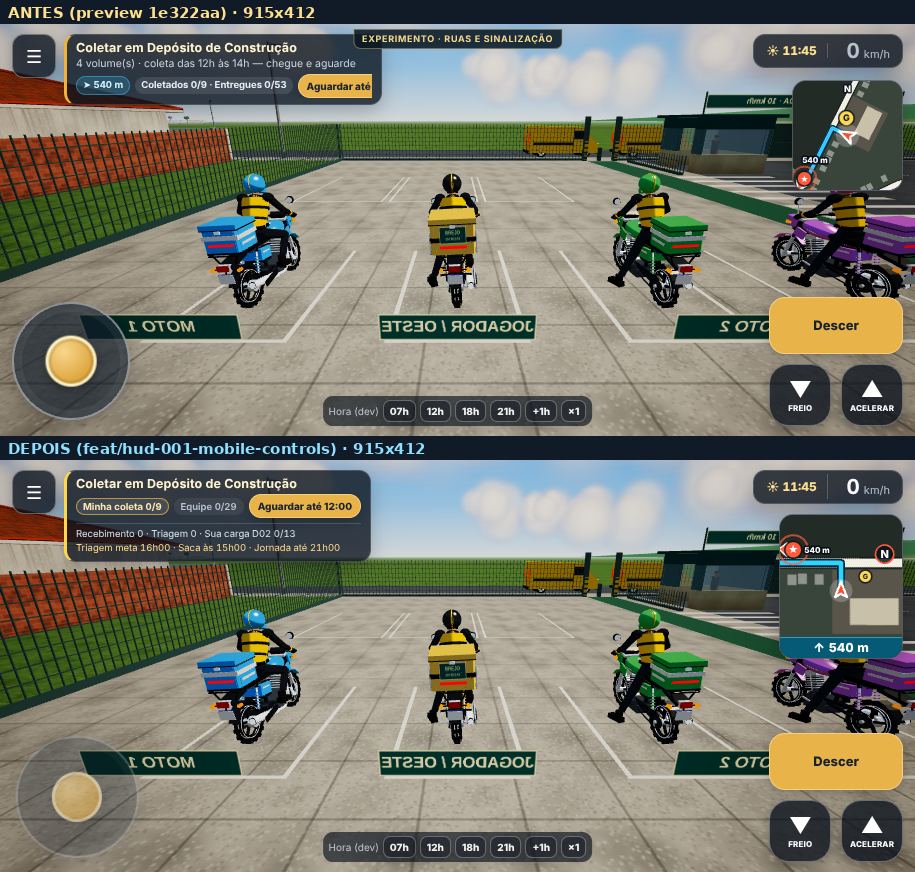 ANTES (preview 1e322aa) · 915x412
☰
Coletar em Depósito de Construção
4 volume(s) · coleta das 12h às 14h — chegue e aguarde
➤ 540 m Coletados 0/9 · Entregues 0/53 Aguardar até
EXPERIMENTO · RUAS E SINALIZAÇÃO
☀ 11:45 0 km/h
N
G
540 m
BREJO
MOTO 1
JOGADOR / OESTE
MOTO 2
Descer
FREIO
ACELERAR
Hora (dev) 07h 12h 18h 21h +1h ×1
DEPOIS (feat/hud-001-mobile-controls) · 915x412
☰
Coletar em Depósito de Construção
Minha coleta 0/9 Equipe 0/29 Aguardar até 12:00
Recebimento 0 · Triagem 0 · Sua carga D02 0/13
Triagem meta 16h00 · Saca às 15h00 · Jornada até 21h00
☀ 11:45 0 km/h
540 m
N
G
↑ 540 m
BREJO
MOTO 1
JOGADOR / OESTE
MOTO 2
Descer
FREIO
ACELERAR
Hora (dev) 07h 12h 18h 21h +1h ×1